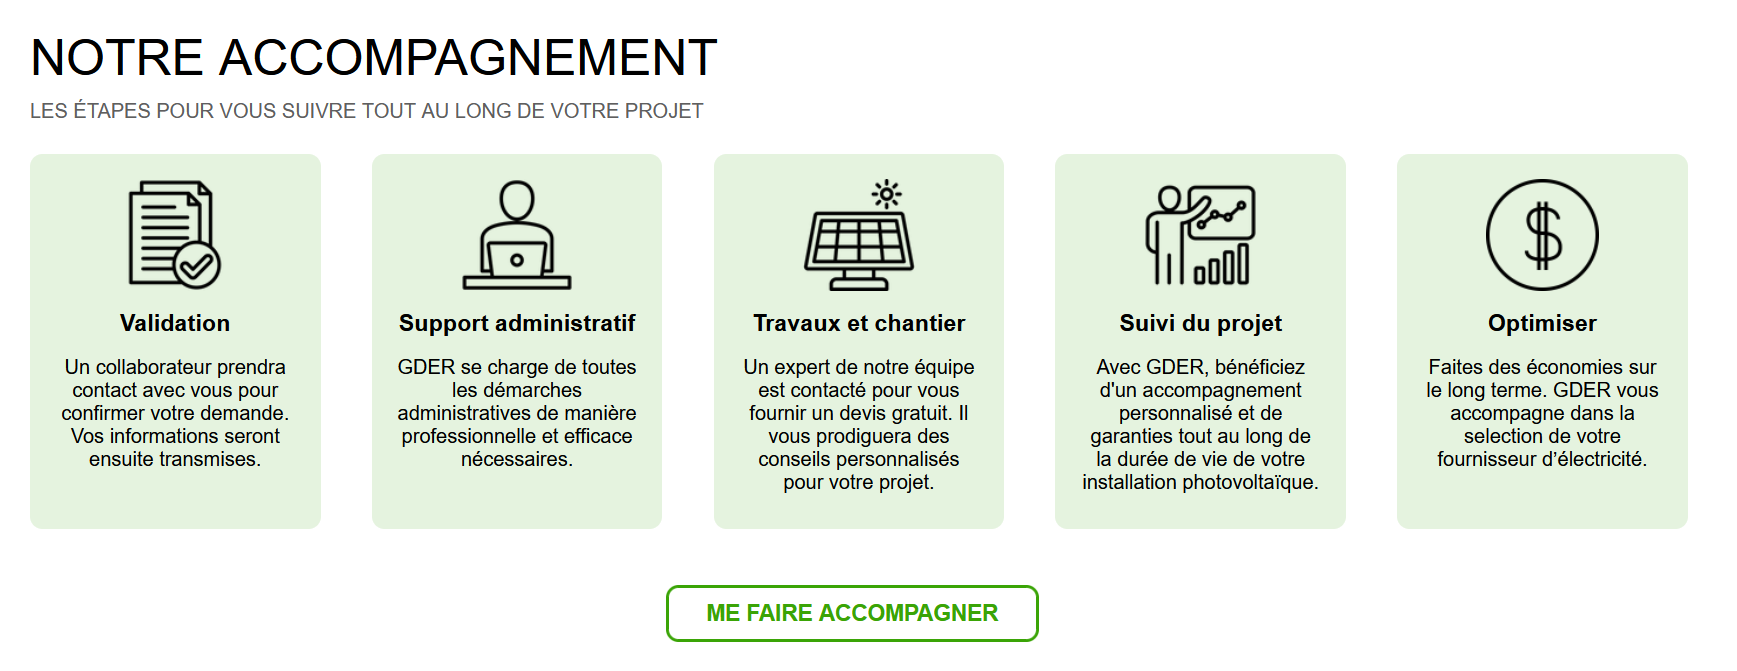 NOTRE ACCOMPAGNEMENT
LES ÉTAPES POUR VOUS SUIVRE TOUT AU LONG DE VOTRE PROJET
Validation
Un collaborateur prendra
contact avec vous pour
confirmer votre demande.
Vos informations seront
ensuite transmises.
Support administratif
GDER se charge de toutes
les démarches
administratives de manière
professionnelle et efficace
nécessaires.
Travaux et chantier
Un expert de notre équipe
est contacté pour vous
fournir un devis gratuit. Il
vous prodiguera des
conseils personnalisés
pour votre projet.
Suivi du projet
Avec GDER, bénéficiez
d'un accompagnement
personnalisé et de
garanties tout au long de
la durée de vie de votre
installation photovoltaïque.
$
Optimiser
Faites des économies sur
le long terme. GDER vous
accompagne dans la
selection de votre
fournisseur d’électricité.
ME FAIRE ACCOMPAGNER